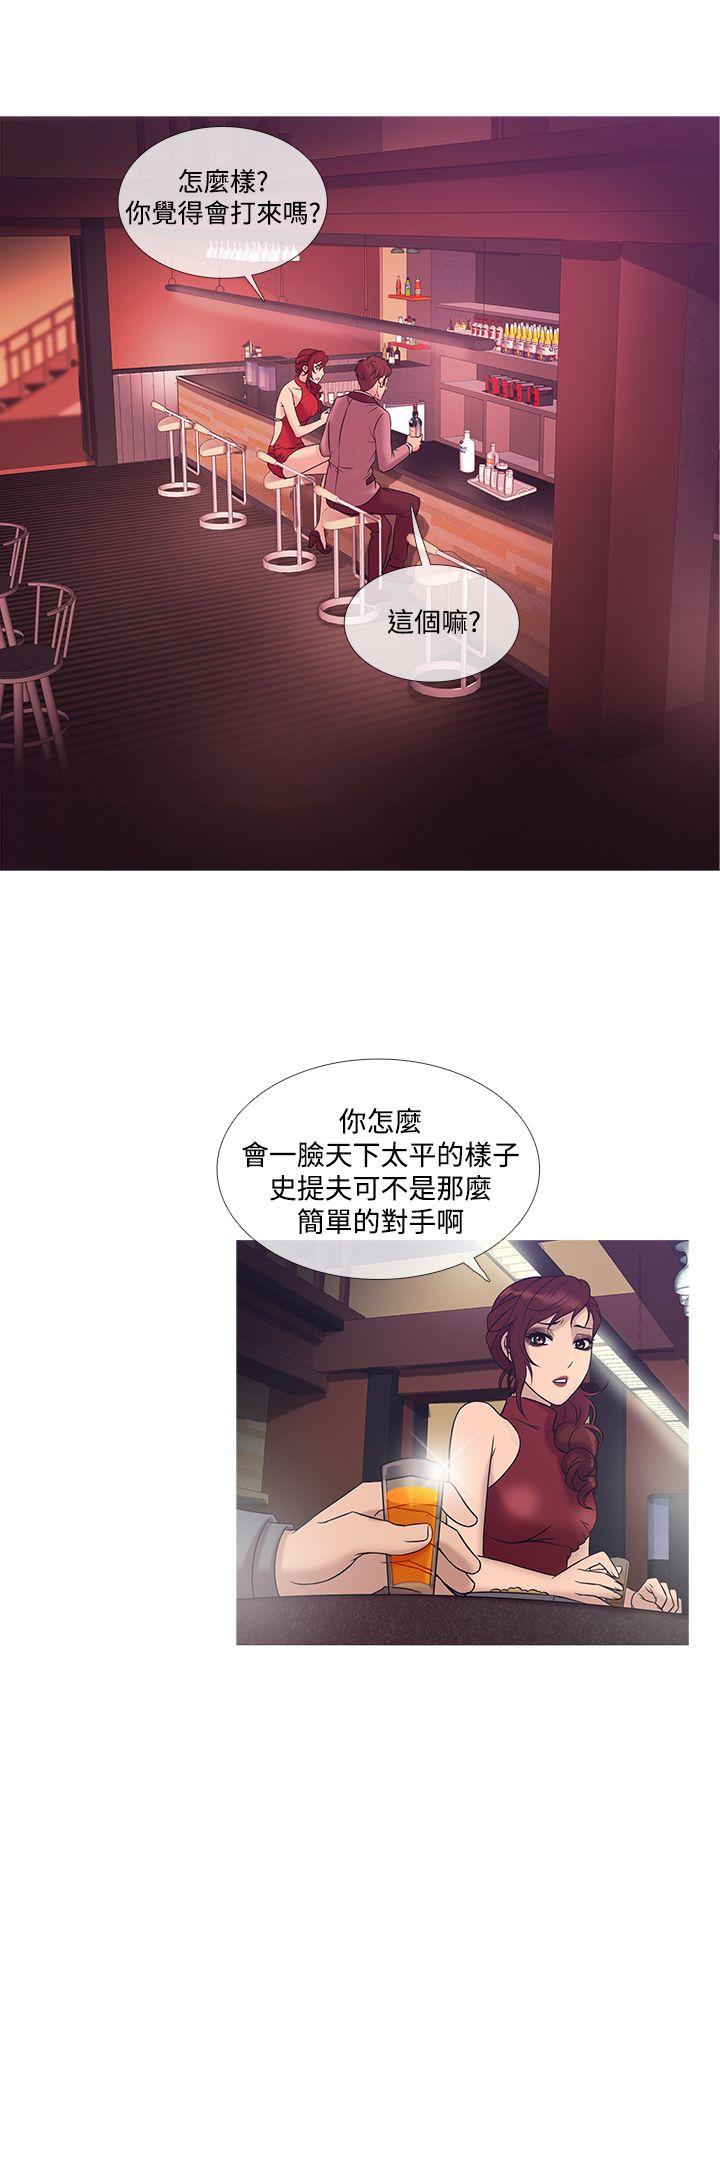 怎麼樣?
你覺得會打來嗎?
這個嘛?
你怎麼
會一臉天下太平的樣子
史提夫可不是那麼
簡單的對手啊